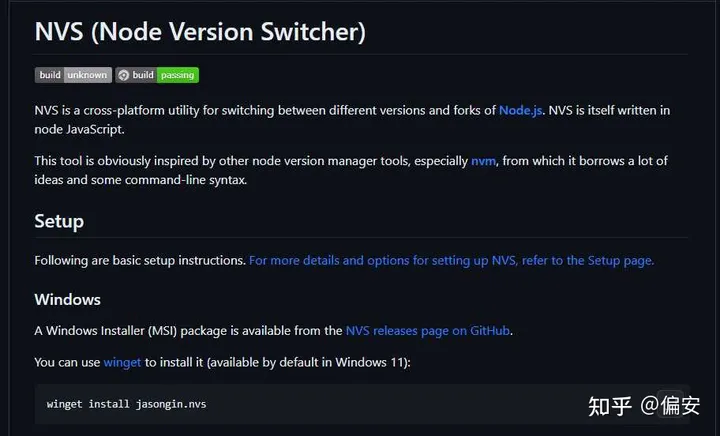 NVS (Node Version Switcher)
build unknown build passing
NVS is a cross-platform utility for switching between different versions and forks of Node.js. NVS is itself written in
node JavaScript.
This tool is obviously inspired by other node version manager tools, especially nvm, from which it borrows a lot of
ideas and some command-line syntax.
Setup
Following are basic setup instructions. For more details and options for setting up NVS, refer to the Setup page.
Windows
A Windows Installer (MSI) package is available from the NVS releases page on GitHub.
You can use winget to install it (available by default in Windows 11):
winget install jasongin.nvs
知乎 @偏安